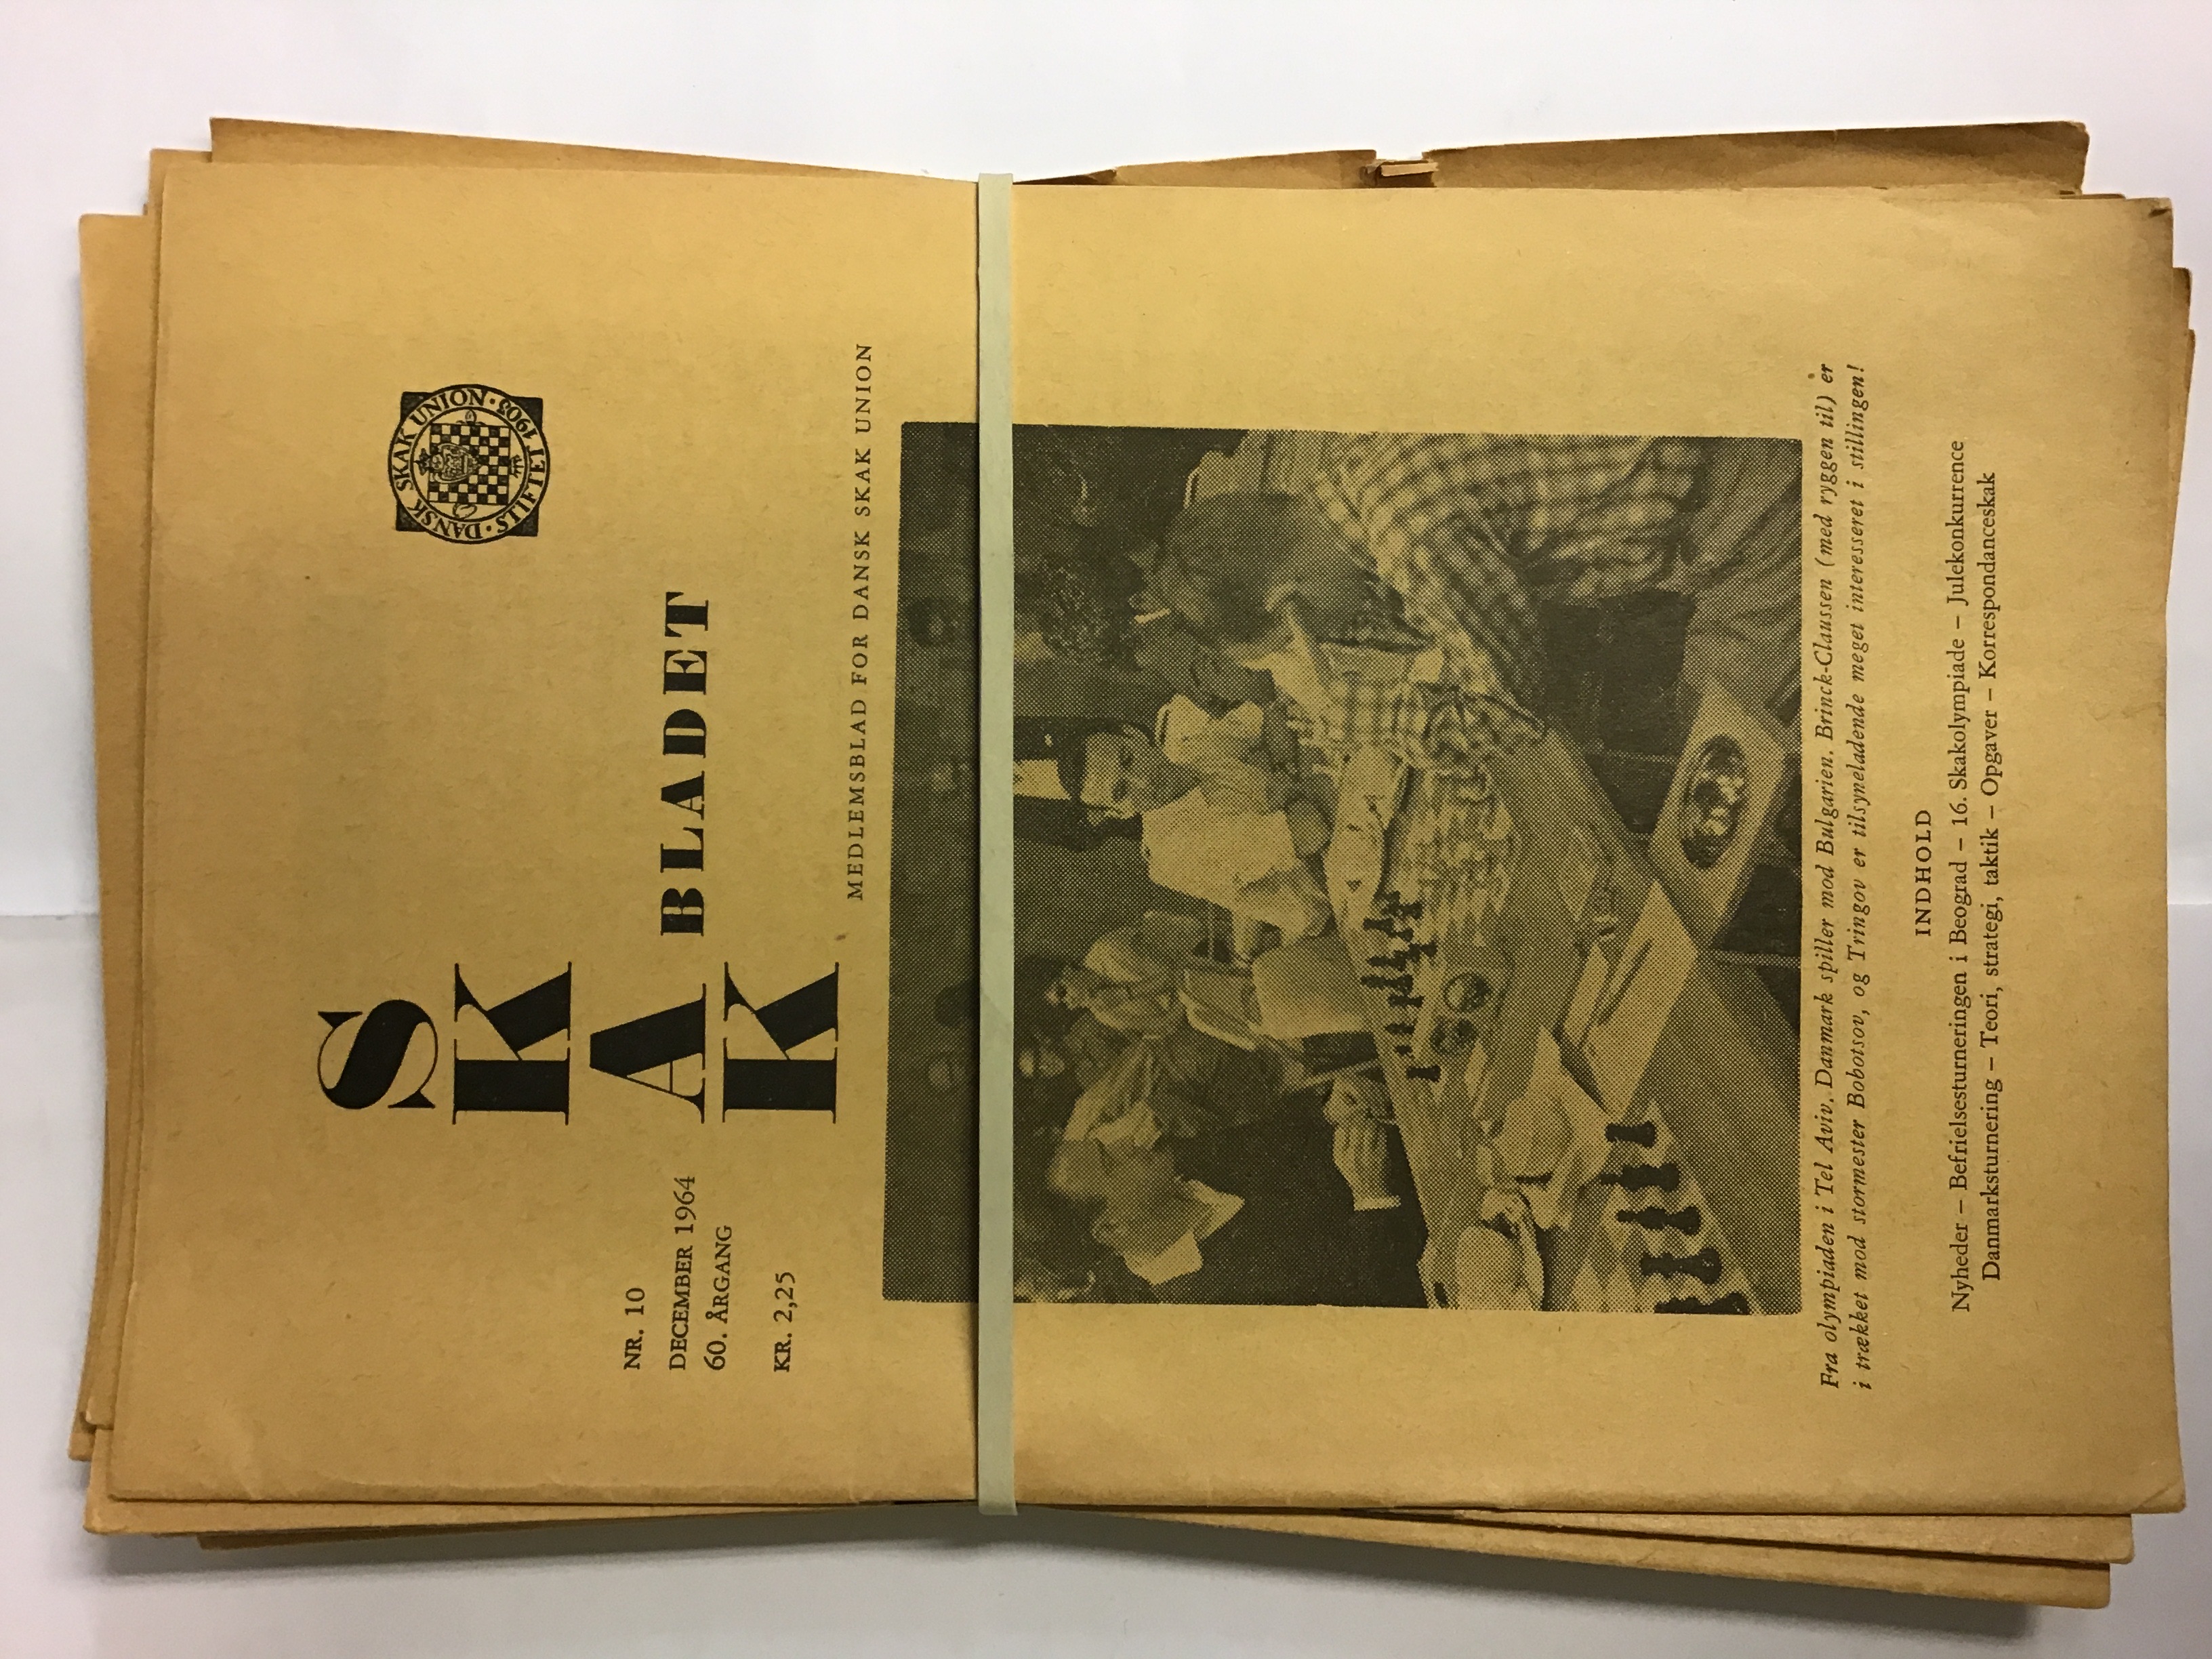 DANSK SKAK UNION · STIFTET 1903 ·
SKAK
BLADET
NR. 10
DECEMBER 1964
60. ÅRGANG
KR. 2,25
MEDLEMSBLAD FOR DANSK SKAK UNION
Fra olympiaden i Tel Aviv. Danmark spiller mod Bulgarien. Brinck-Claussen (med ryggen til) er
i trækket mod stormester Bobotsov, og Tringov er tilsyneladende meget interesseret i stillingen!
INDHOLD
Nyheder – Befrielsesturneringen i Beograd – 16. Skakolympiade – Julekonkurrence
Danmarksturnering – Teori, strategi, taktik – Opgaver – Korrespondanceskak